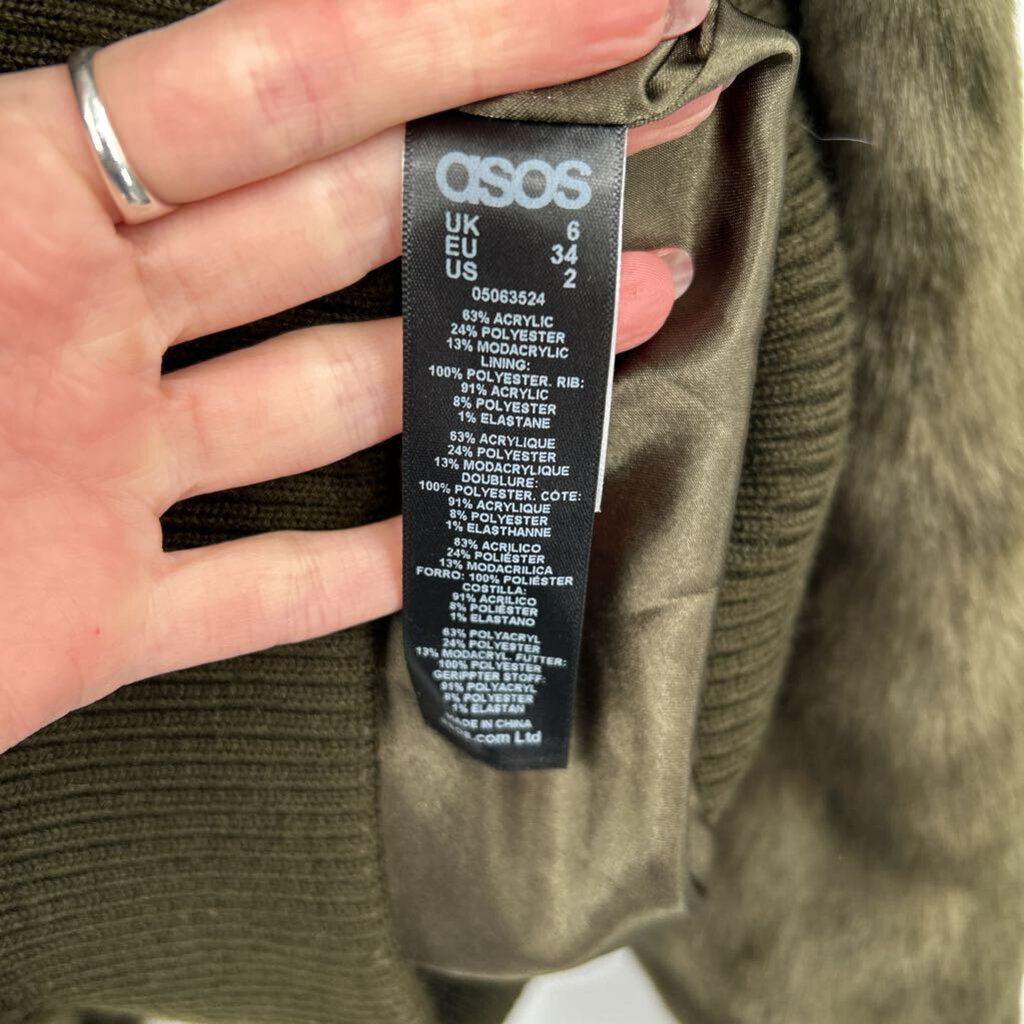 asos
UK 6
EU 34
US 2
05063524
63% ACRYLIC
24% POLYESTER
13% MODACRYLIC
LINING:
100% POLYESTER. RIB:
91% ACRYLIC
8% POLYESTER
1% ELASTANE
63% ACRYLIQUE
24% POLYESTER
13% MODACRYLIQUE
DOUBLURE:
100% POLYESTER. CÔTE:
91% ACRYLIQUE
8% POLYESTER
1% ELASTHANNE
63% ACRILICO
24% POLIÉSTER
13% MODACRILICA
FORRO: 100% POLIÉSTER
COSTILLA:
91% ACRILICO
8% POLIÉSTER
1% ELASTANO
63% POLYACRYL
24% POLYESTER
13% MODACRYL. FUTTER:
100% POLYESTER
GERIPPTER STOFF:
91% POLYACRYL
8% POLYESTER
1% ELASTAN
MADE IN CHINA
.com Ltd